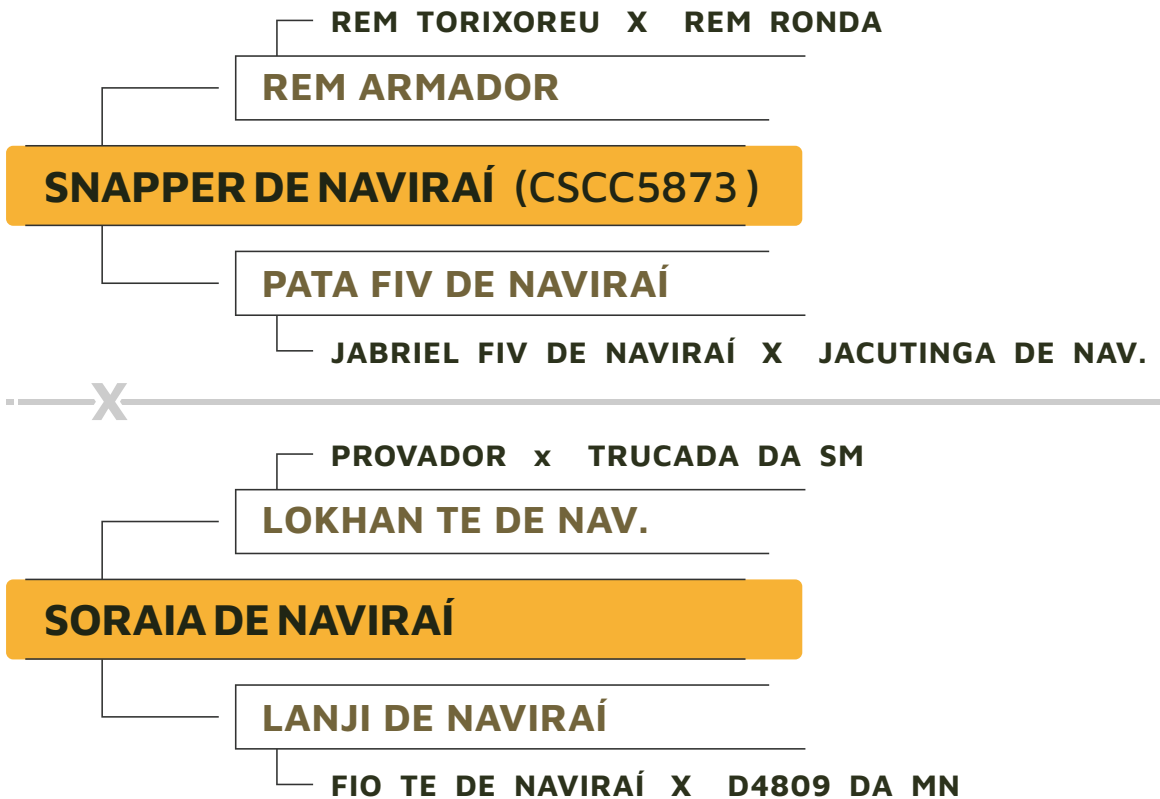 REM TORIXOREU X REM RONDA
REM ARMADOR
SNAPPER DE NAVIRAÍ (CSCC5873 )
PATA FIV DE NAVIRAÍ
JABRIEL FIV DE NAVIRAÍ X JACUTINGA DE NAV.
X
PROVADOR x TRUCADA DA SM
LOKHAN TE DE NAV.
SORAIA DE NAVIRAÍ
LANJI DE NAVIRAÍ
FIO TE DE NAVIRAÍ X D4809 DA MN